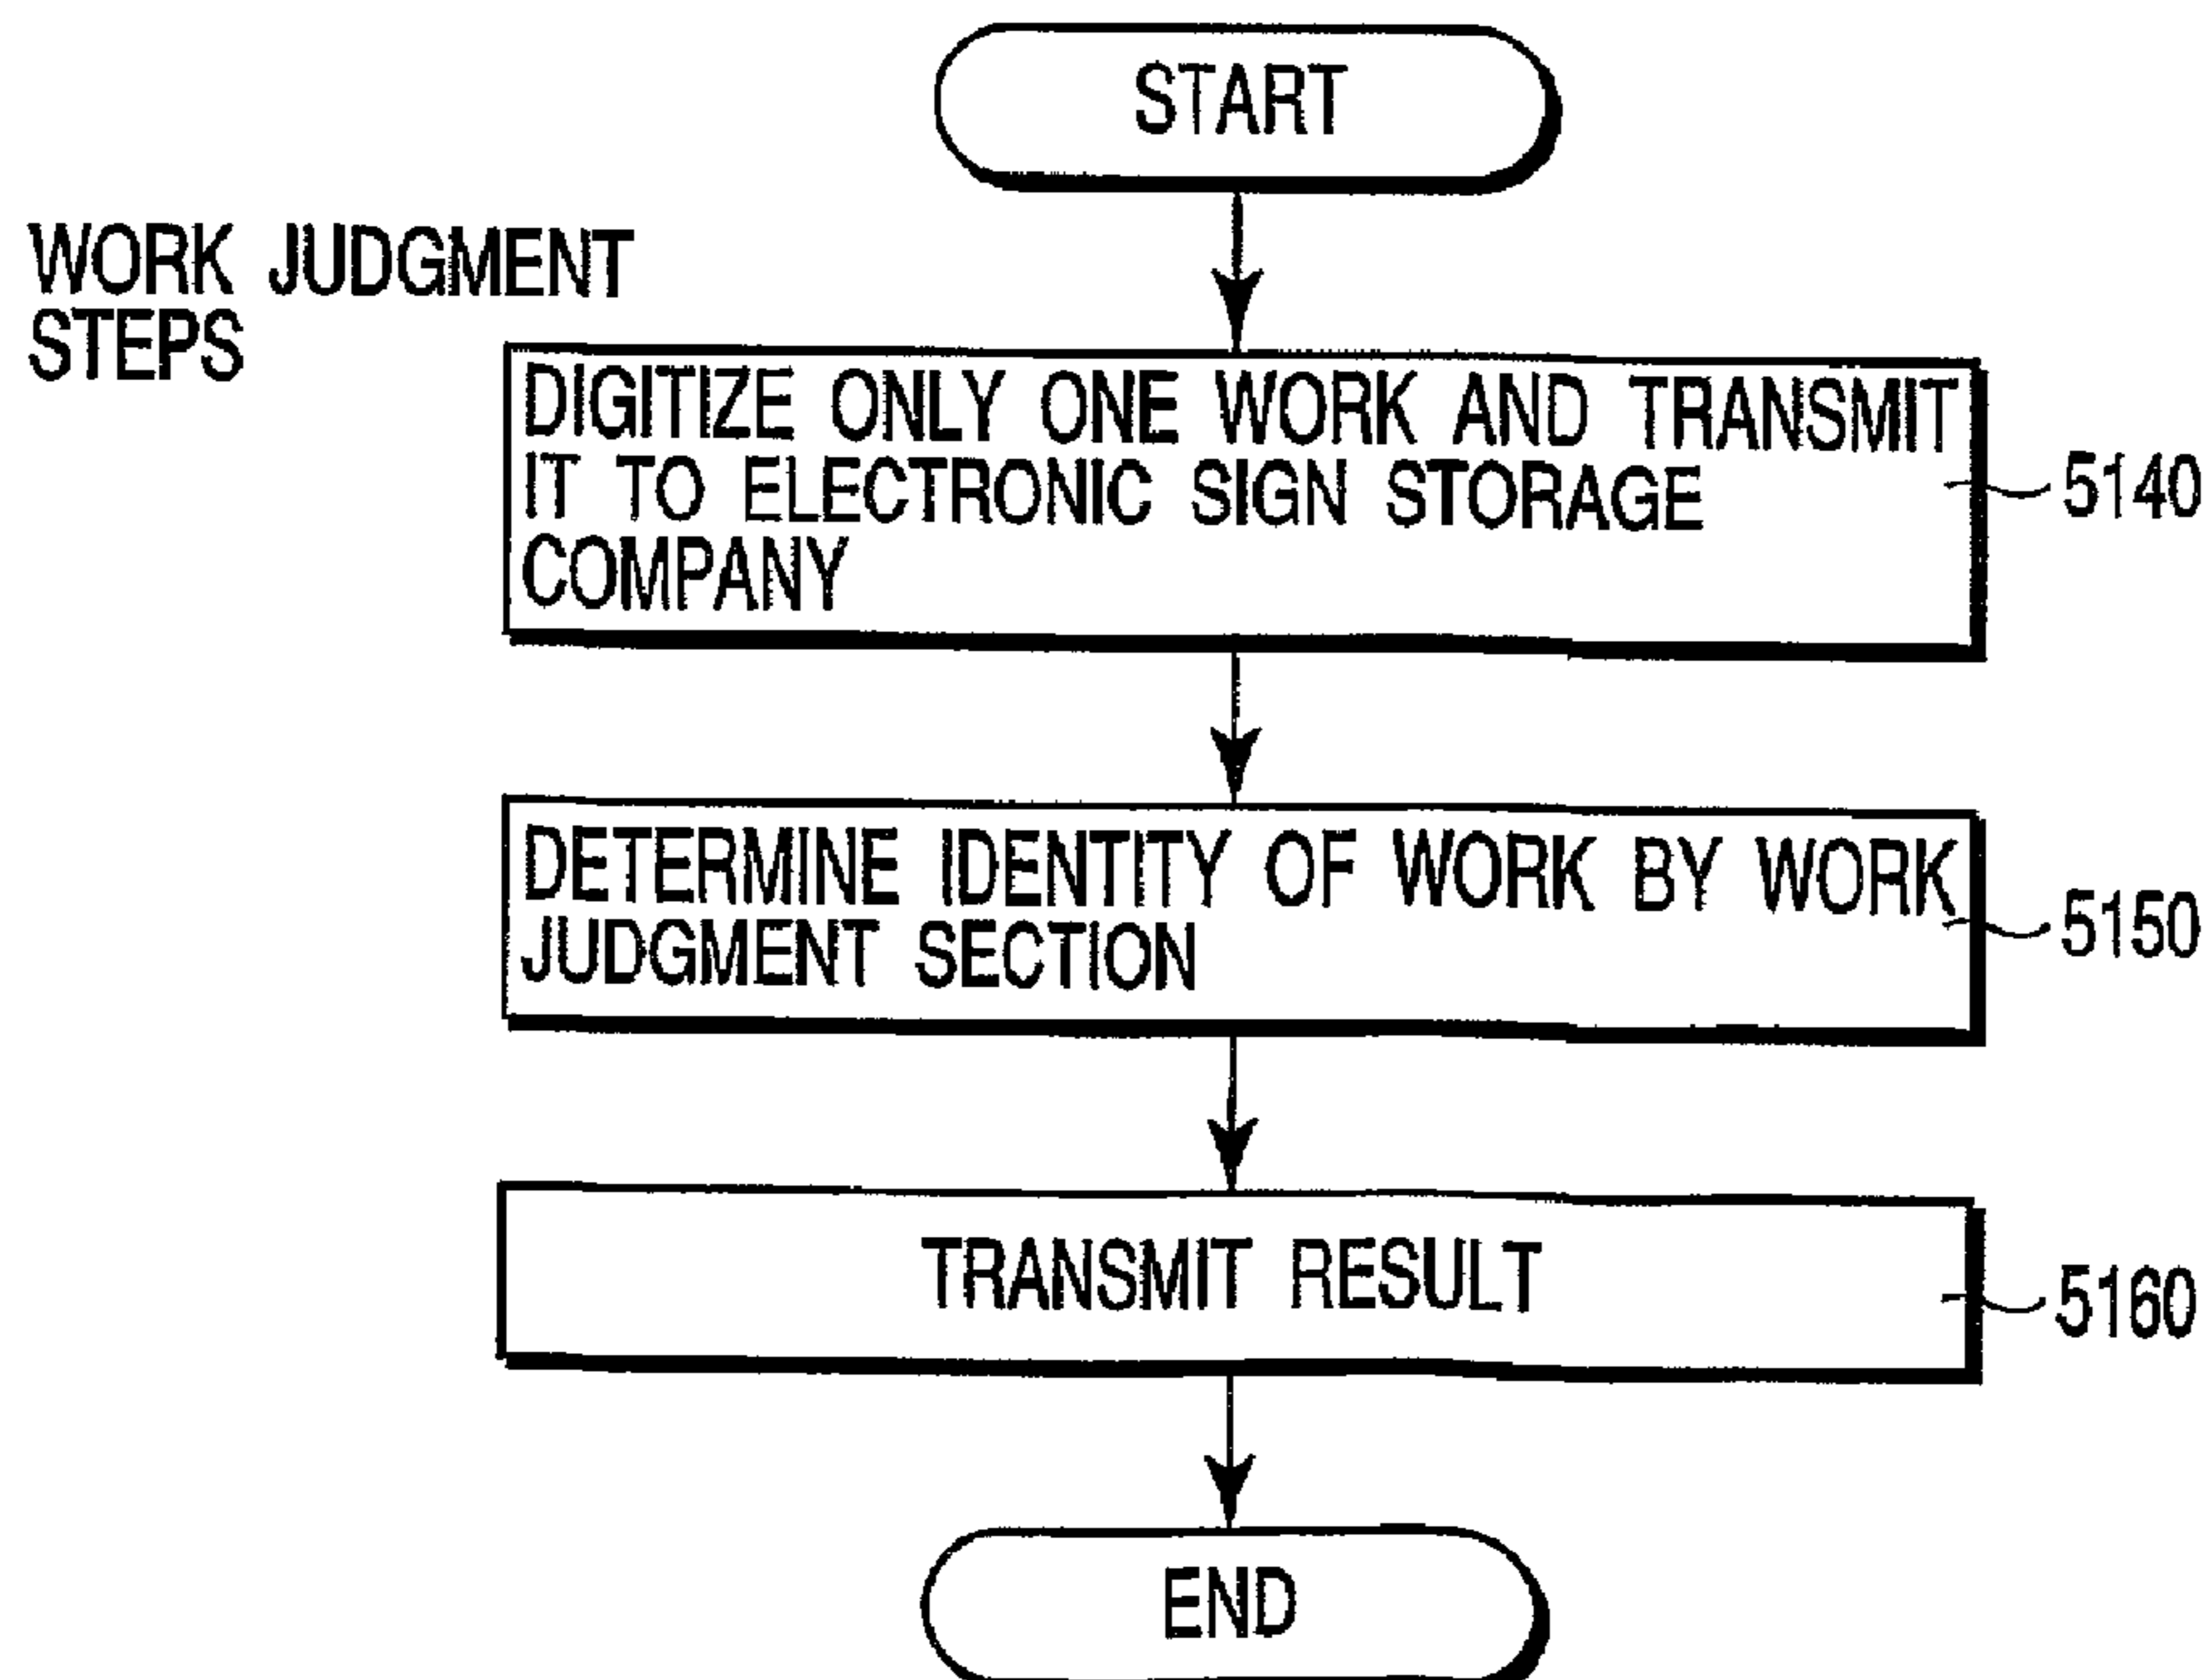 START
WORK JUDGMENT
STEPS
DIGITIZE ONLY ONE WORK AND TRANSMIT
IT TO ELECTRONIC SIGN STORAGE
COMPANY
5140
DETERMINE IDENTITY OF WORK BY WORK
JUDGMENT SECTION
5150
TRANSMIT RESULT
5160
END